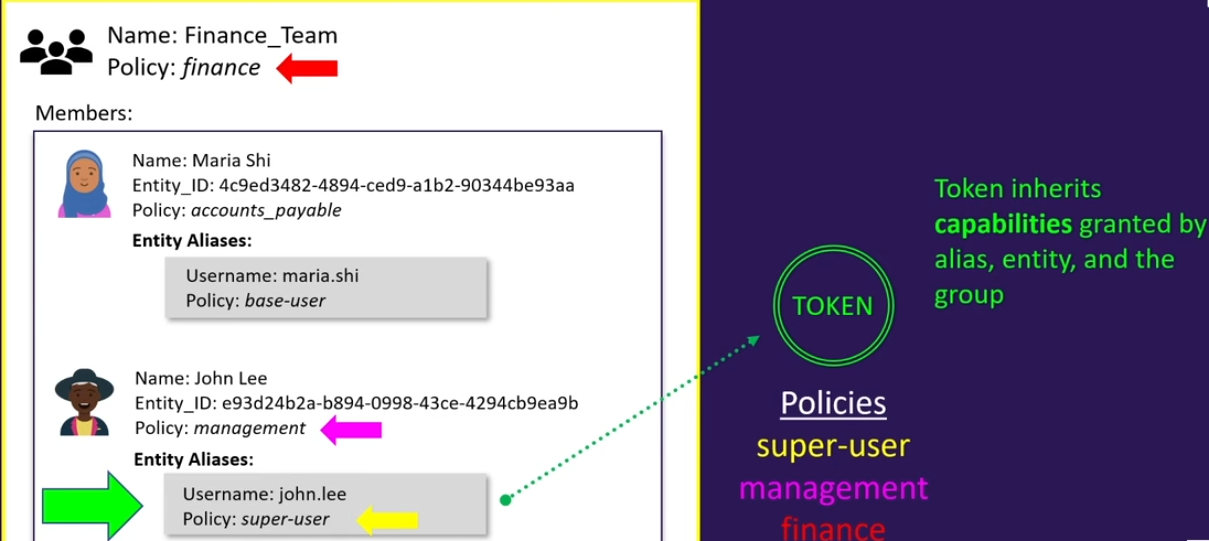 Name: Finance_Team
Policy: finance
Members:
Name: Maria Shi
Entity_ID: 4c9ed3482-4894-ced9-a1b2-90344be93aa
Policy: accounts_payable
Entity Aliases:
Username: maria.shi
Policy: base-user
Name: John Lee
Entity_ID: e93d24b2a-b894-0998-43ce-4294cb9ea9b
Policy: management
Entity Aliases:
Username: john.lee
Policy: super-user
Token inherits
capabilities granted by
alias, entity, and the
group
TOKEN
Policies
super-user
management
finance